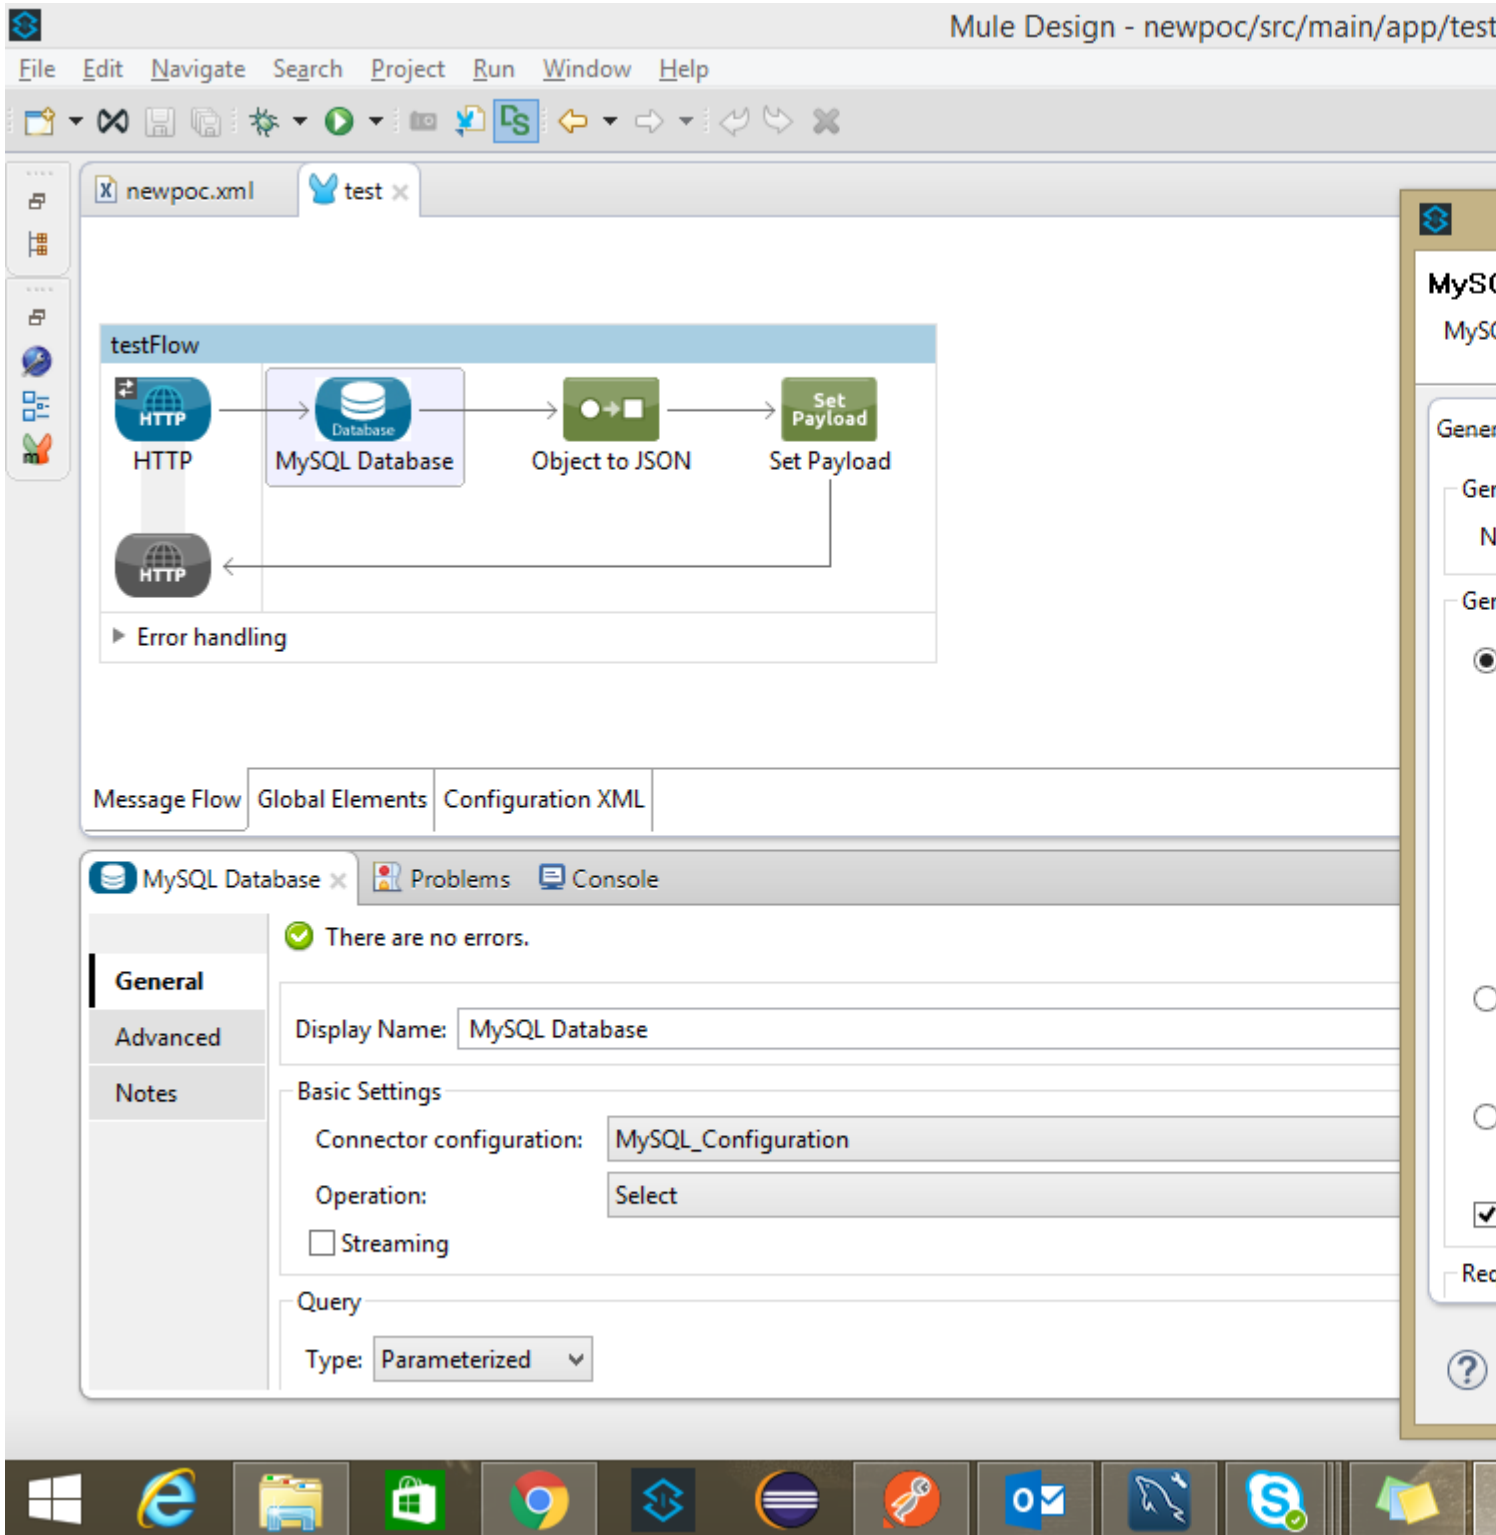 Mule Design - newpoc/src/main/app/test
File Edit Navigate Search Project Run Window Help
newpoc.xml
test
testFlow
HTTP
Database
Set Payload
HTTP
MySQL Database
Object to JSON
Set Payload
HTTP
Error handling
Message Flow
Global Elements
Configuration XML
MySQL Database
Problems
Console
There are no errors.
General
Advanced
Notes
Display Name:
MySQL Database
Basic Settings
Connector configuration:
MySQL_Configuration
Operation:
Select
Streaming
Query
Type:
Parameterized